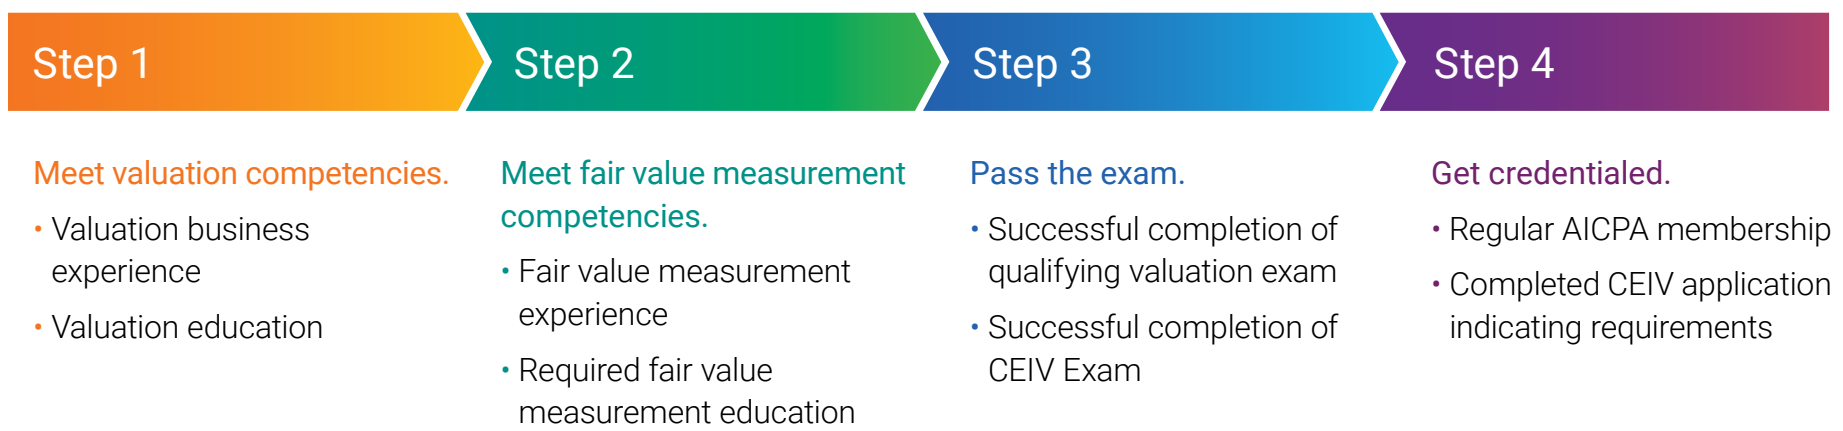 Step 1
Step 2
Step 3
Step 4
Meet valuation competencies.
• Valuation business
experience
• Valuation education
Meet fair value measurement
competencies.
• Fair value measurement
experience
• Required fair value
measurement education
Pass the exam.
• Successful completion of
qualifying valuation exam
• Successful completion of
CEIV Exam
Get credentialed.
• Regular AICPA membership
• Completed CEIV application
indicating requirements